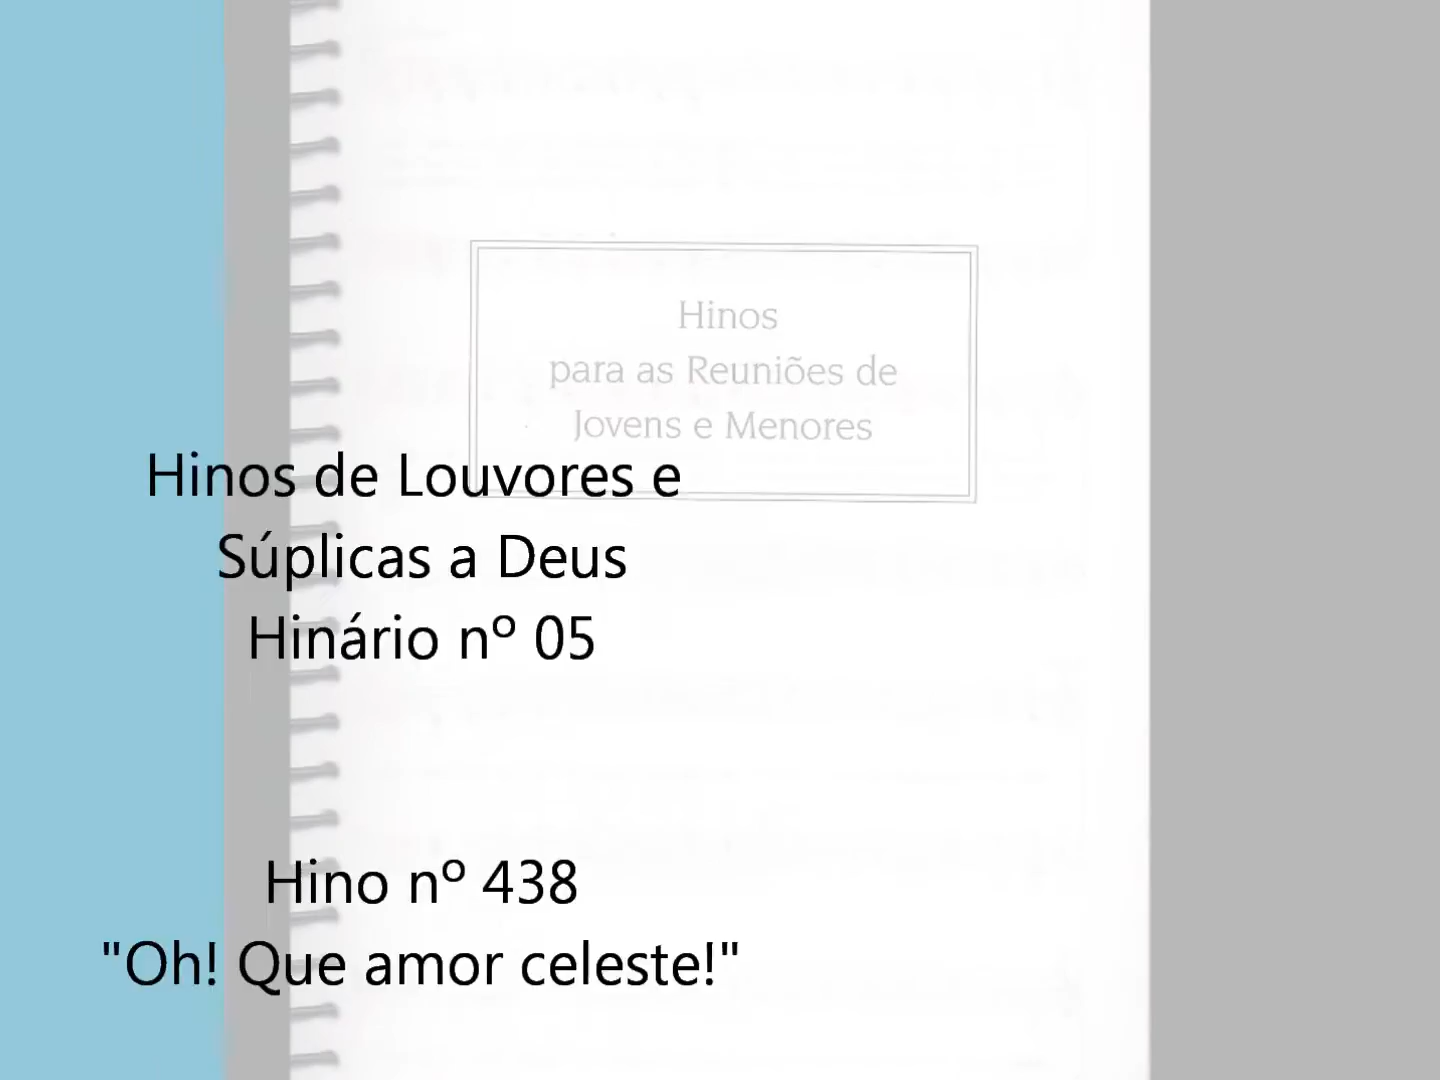 Hinos
para as Reuniões de
Jovens e Menores
Hinos de Louvores e
Súplicas a Deus
Hinário nº 05
Hino nº 438
"Oh! Que amor celeste!"